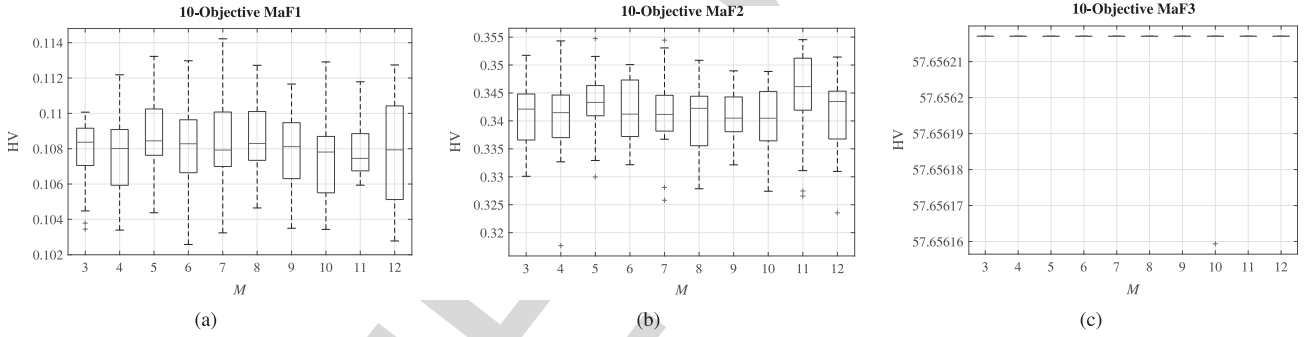 10-Objective MaF1
0.114
0.112
0.11
0.108
0.106
0.104
0.102
HV
3 4 5 6 7 8 9 10 11 12
M
(a)
10-Objective MaF2
0.355
0.35
0.345
0.34
0.335
0.33
0.325
0.32
HV
3 4 5 6 7 8 9 10 11 12
M
(b)
10-Objective MaF3
57.65621
57.6562
57.65619
57.65618
57.65617
57.65616
HV
3 4 5 6 7 8 9 10 11 12
M
(c)